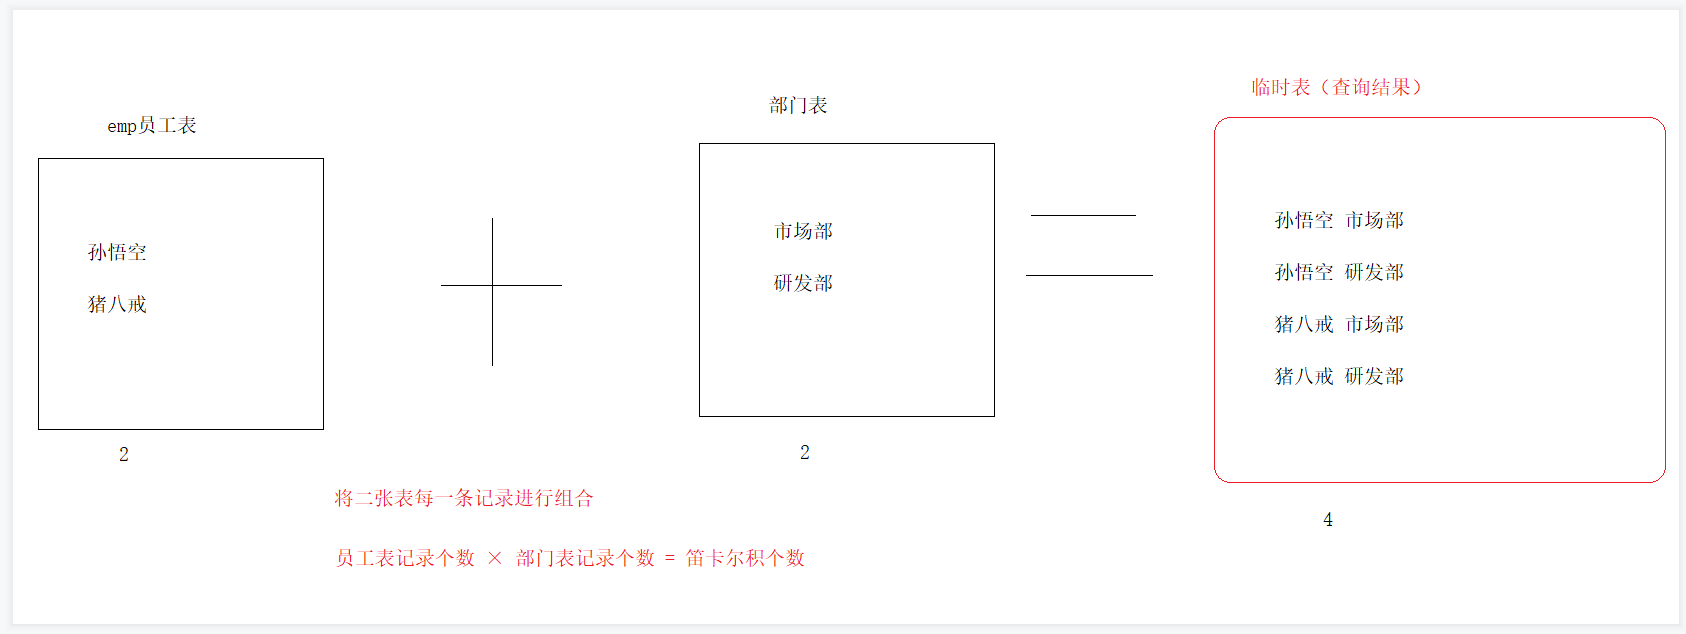 emp员工表
孙悟空
猪八戒
2
部门表
市场部
研发部
2
临时表（查询结果）
孙悟空 市场部
孙悟空 研发部
猪八戒 市场部
猪八戒 研发部
4
将二张表每一条记录进行组合
员工表记录个数 × 部门表记录个数 = 笛卡尔积个数